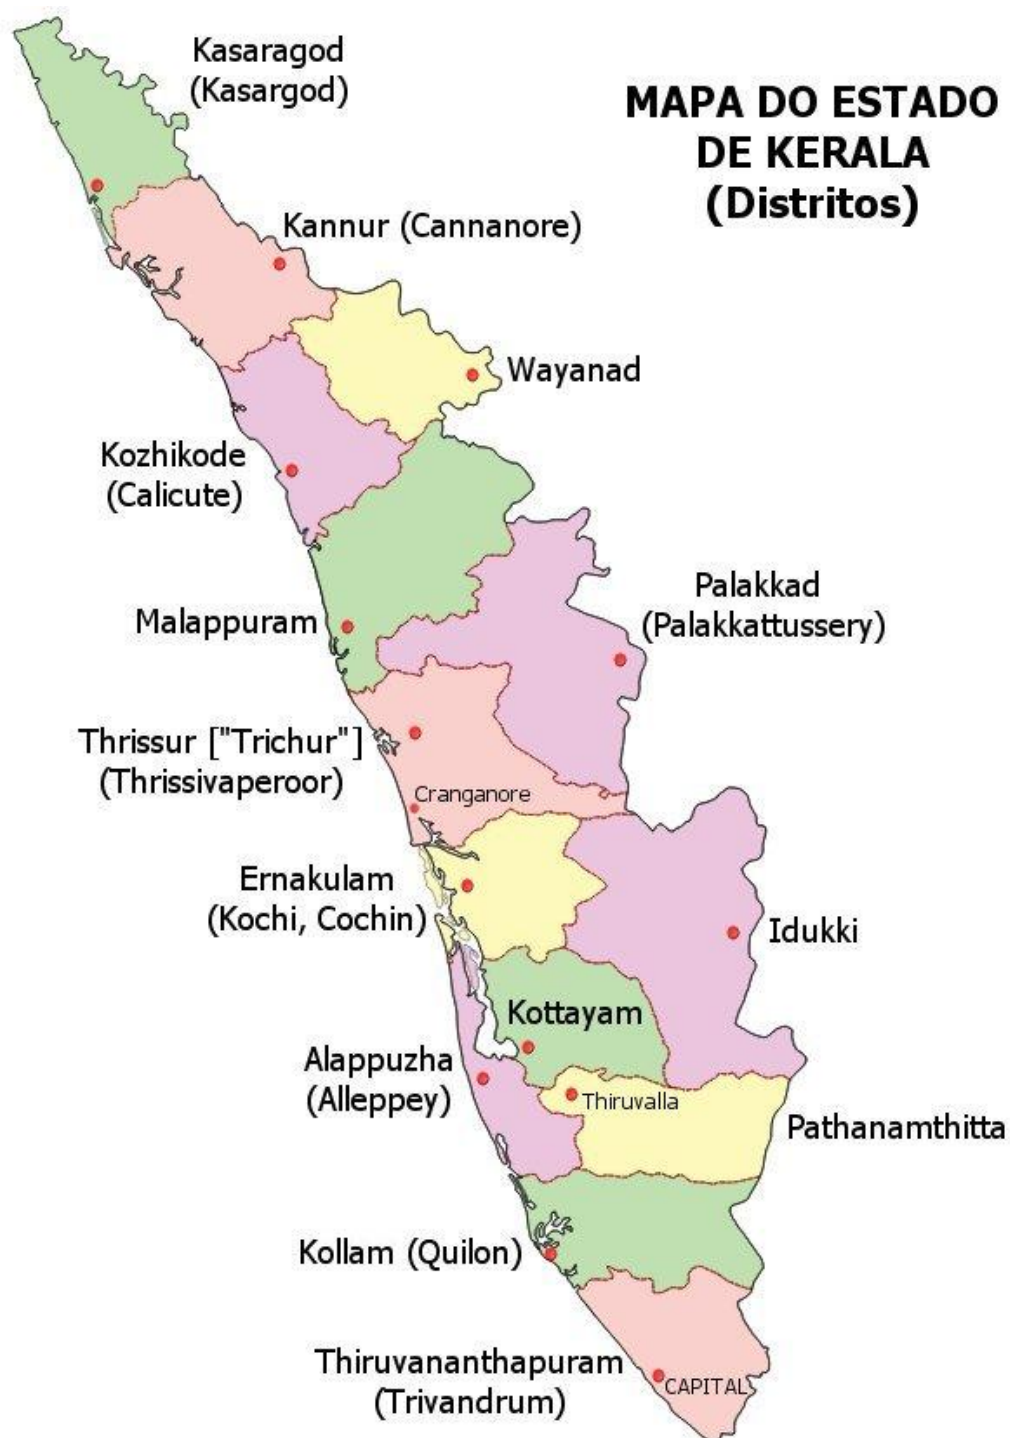 Kasaragod
(Kasargod)
MAPA DO ESTADO
DE KERALA
(Distritos)
Kannur (Cannanore)
Wayanad
Kozhikode
(Calicute)
Palakkad
(Palakkattussery)
Malappuram
Thrissur ["Trichur"]
(Thrissivaperoor)
Cranganore
Ernakulam
(Kochi, Cochin)
Idukki
Kottayam
Alappuzha
(Alleppey)
Thiruvalla
Pathanamthitta
Kollam (Quilon)
Thiruvananthapuram
(Trivandrum)
CAPITAL